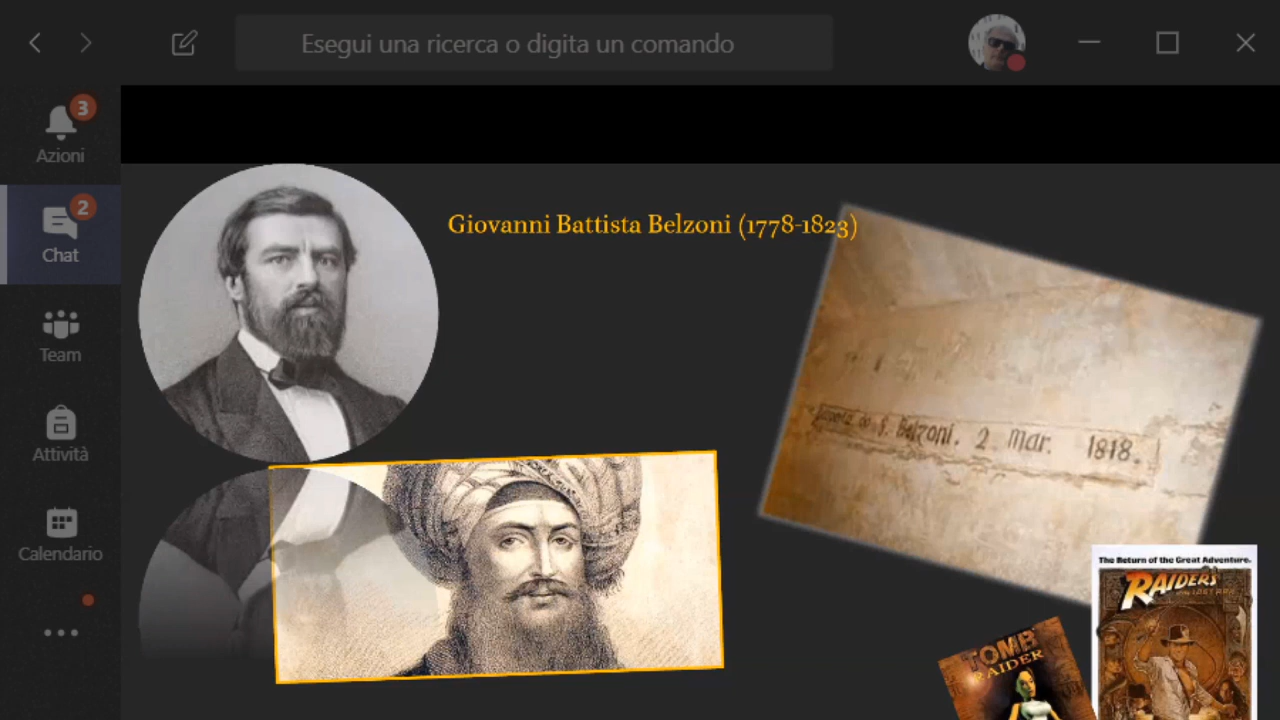 Esegui una ricerca o digita un comando
3
Azioni
2
Chat
Team
Attività
Calendario
Giovanni Battista Belzoni (1778-1823)
Belzoni. 2 mar. 1818.
The Return of the Great Adventure.
RAIDERS
TOMB
RAIDER